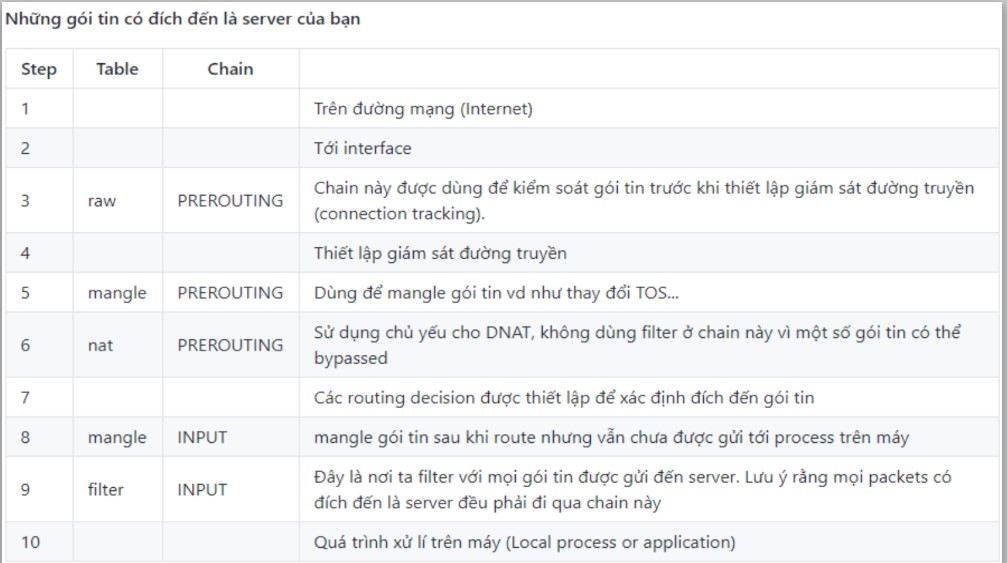 Những gói tin có đích đến là server của bạn
Step Table Chain
1 Trên đường mạng (Internet)
2 Tới interface
3 raw PREROUTING Chain này được dùng để kiểm soát gói tin trước khi thiết lập giám sát đường truyền
(connection tracking).
4 Thiết lập giám sát đường truyền
5 mangle PREROUTING Dùng để mangle gói tin vd như thay đổi TOS...
6 nat PREROUTING Sử dụng chủ yếu cho DNAT, không dùng filter ở chain này vì một số gói tin có thể
bypassed
7 Các routing decision được thiết lập để xác định đích đến gói tin
8 mangle INPUT mangle gói tin sau khi route nhưng vẫn chưa được gửi tới process trên máy
9 filter INPUT Đây là nơi ta filter với mọi gói tin được gửi đến server. Lưu ý rằng mọi packets có
đích đến là server đều phải đi qua chain này
10 Quá trình xử lí trên máy (Local process or application)